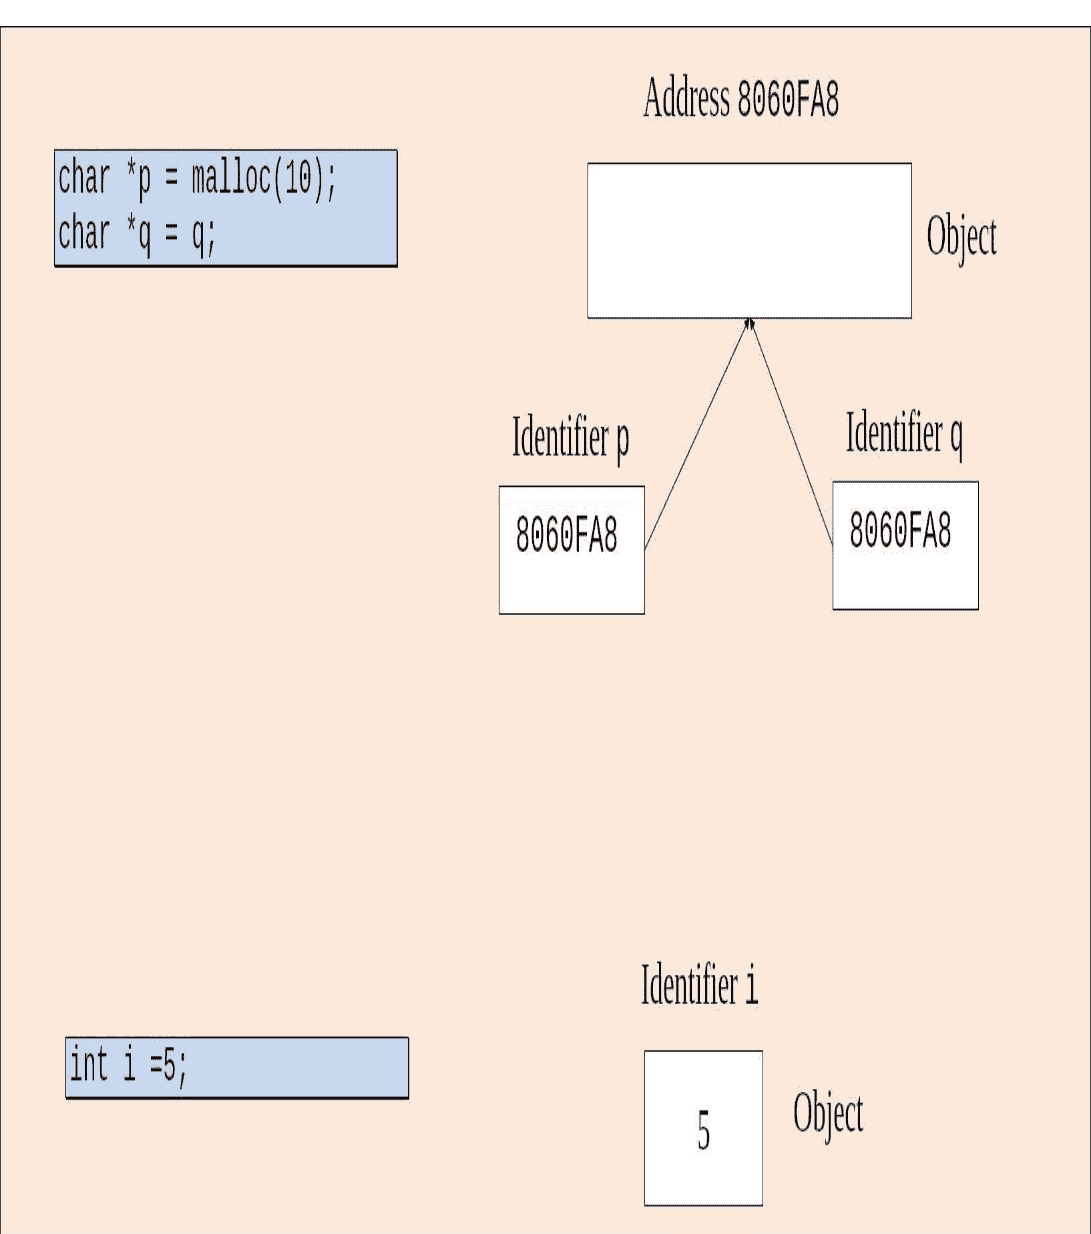 Address 8060FA8
char *p = malloc(10);
char *q = q;
Object
Identifier p
Identifier q
8060FA8
8060FA8
Identifier i
int i =5;
5
Object